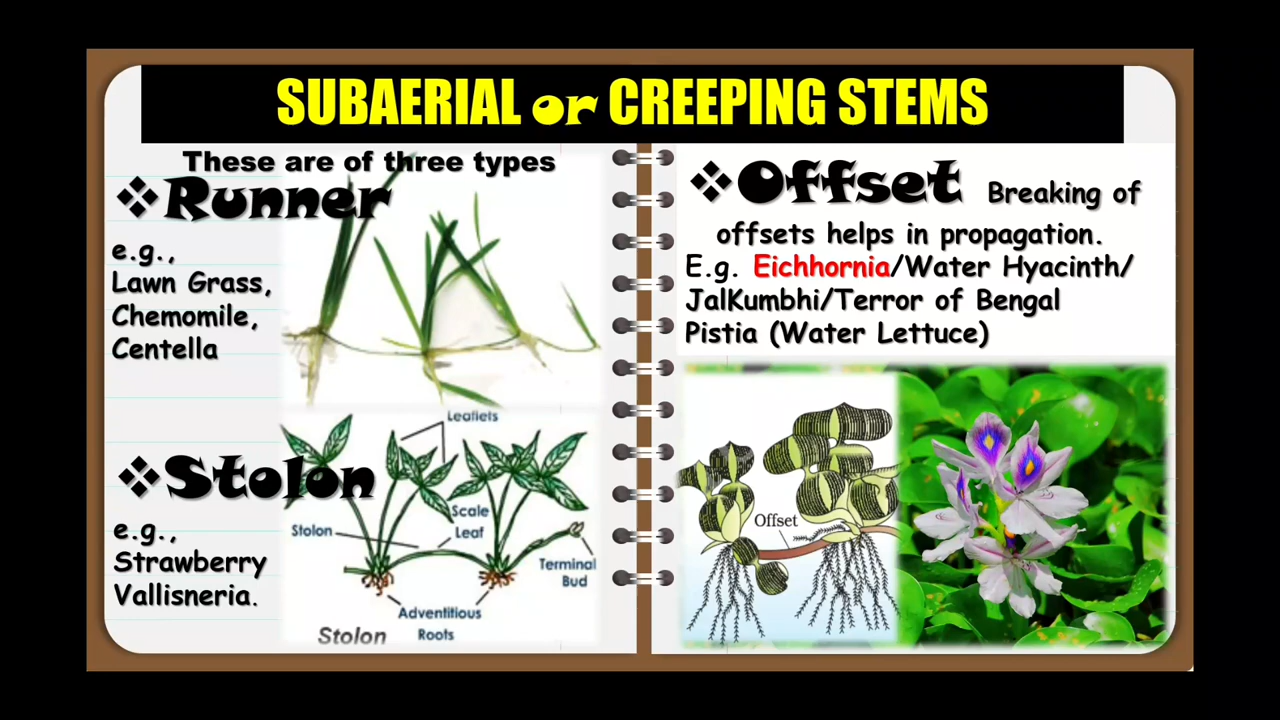 SUBAERIAL or CREEPING STEMS
These are of three types
❖Runner
e.g.,
Lawn Grass,
Chemomile,
Centella
❖Stolon
e.g.,
Strawberry
Vallisneria.
Leaflets
Scale
Leaf
Stolon
Terminal
Bud
Adventitious
Roots
Stolon
❖Offset Breaking of
offsets helps in propagation.
E.g. Eichhornia/Water Hyacinth/
JalKumbhi/Terror of Bengal
Pistia (Water Lettuce)
Offset